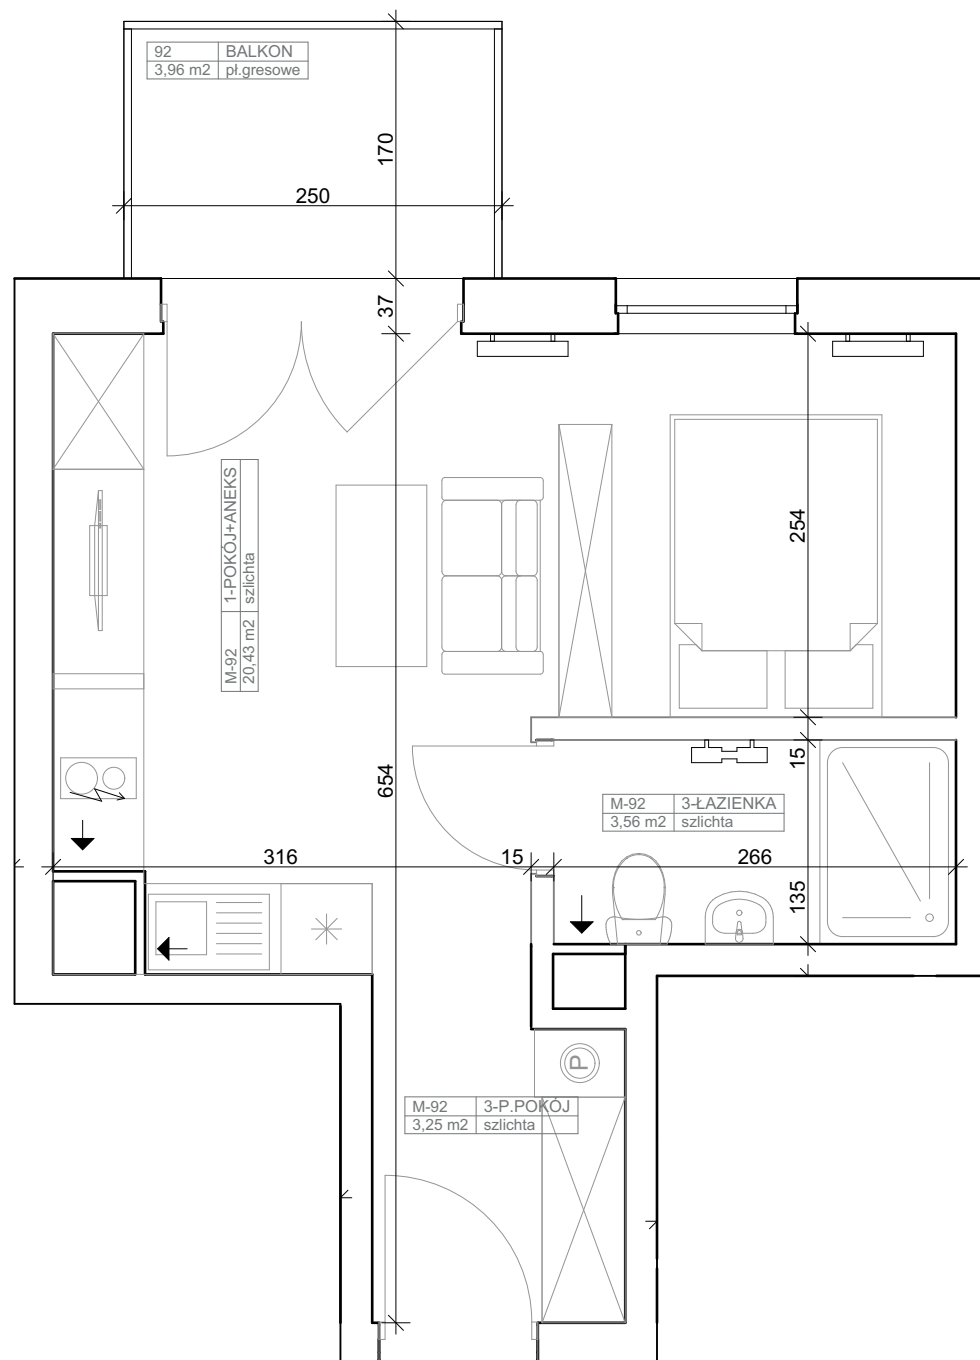 92 BALKON
3,96 m2 pł.gresowe
170
250
37
M-92 1-POKÓJ+ANEKS
20,43 m2 szlichta
254
654
15
M-92 3-ŁAZIENKA
3,56 m2 szlichta
316
15
266
135
P
M-92 3-P.POKÓJ
3,25 m2 szlichta